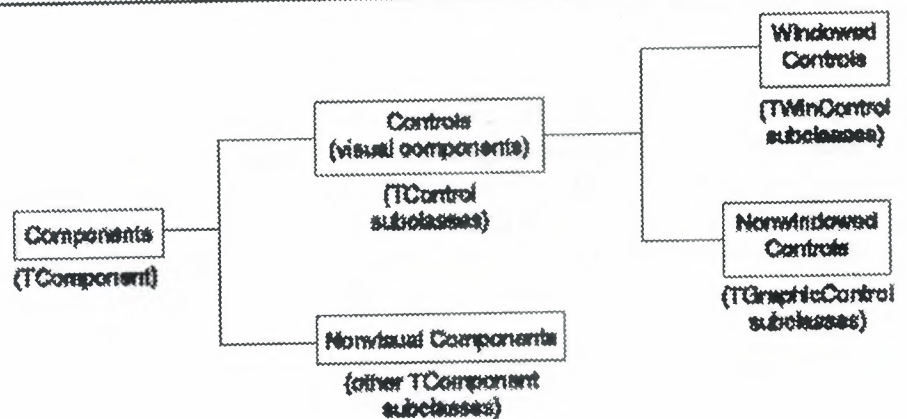 Components
(TComponent)
Controls
(visual components)
(TControl
subclasses)
Nonvisual Components
(other TComponent
subclasses)
Windowed
Controls
(TWinControl
subclasses)
Nonwindowed
Controls
(TGraphicControl
subclasses)